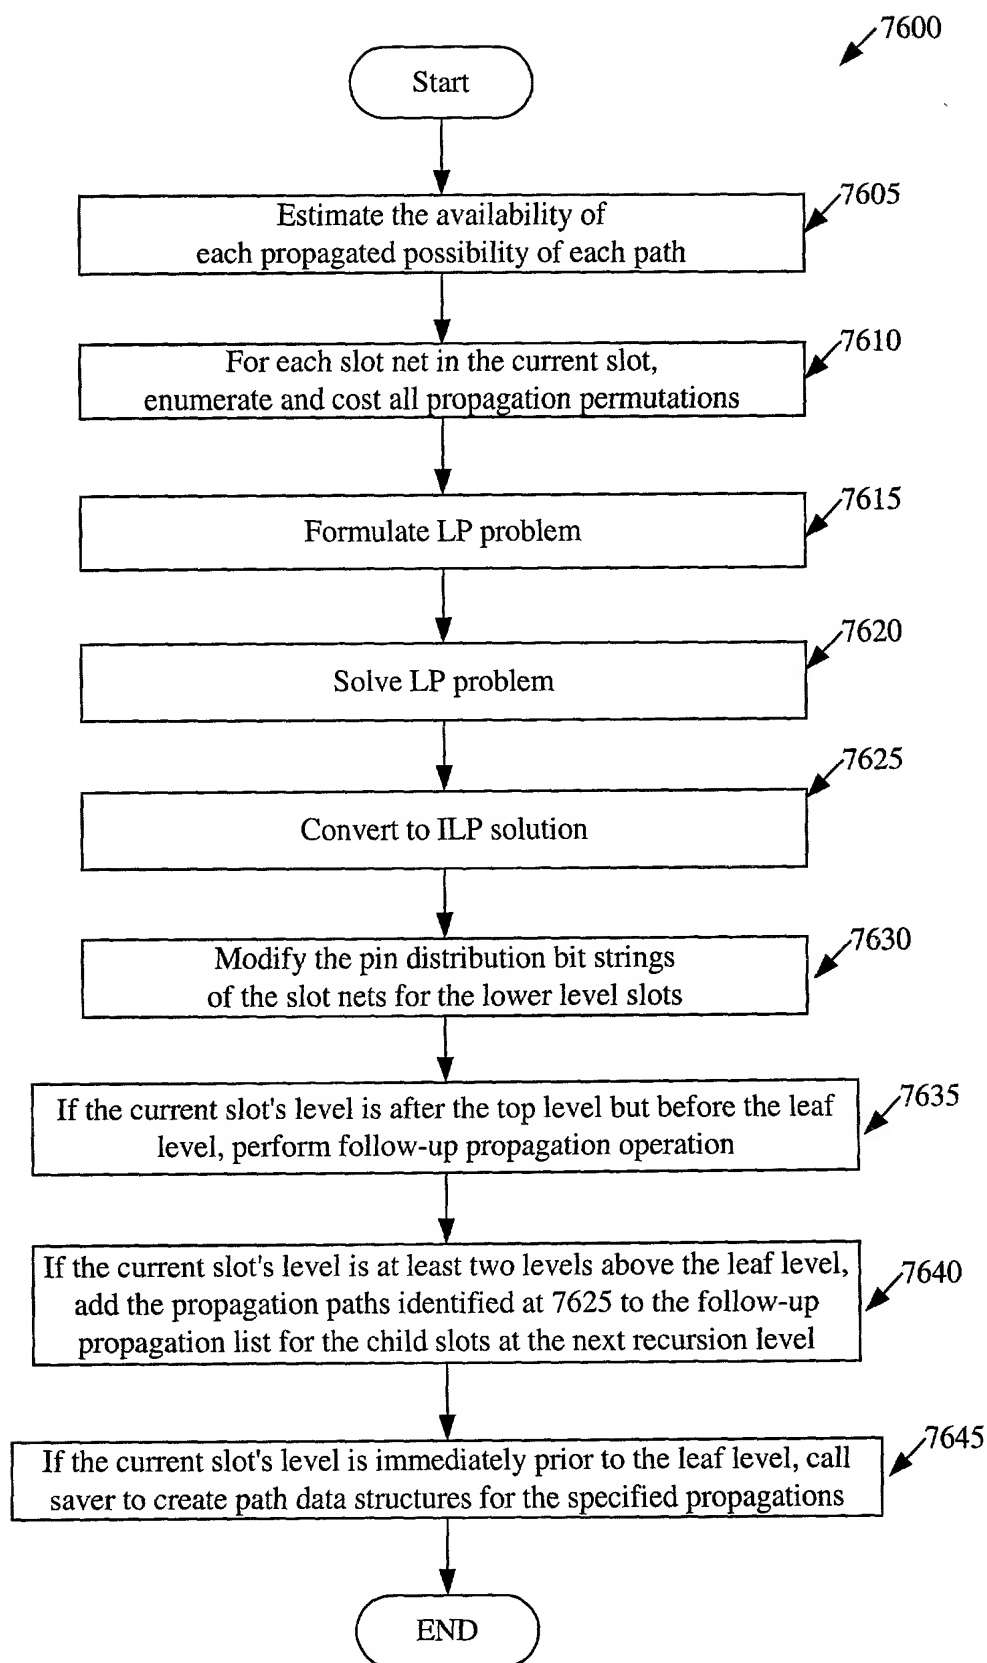 7600
Start
7605
Estimate the availability of
each propagated possibility of each path
7610
For each slot net in the current slot,
enumerate and cost all propagation permutations
7615
Formulate LP problem
7620
Solve LP problem
7625
Convert to ILP solution
7630
Modify the pin distribution bit strings
of the slot nets for the lower level slots
7635
If the current slot's level is after the top level but before the leaf
level, perform follow-up propagation operation
7640
If the current slot's level is at least two levels above the leaf level,
add the propagation paths identified at 7625 to the follow-up
propagation list for the child slots at the next recursion level
7645
If the current slot's level is immediately prior to the leaf level, call
saver to create path data structures for the specified propagations
END